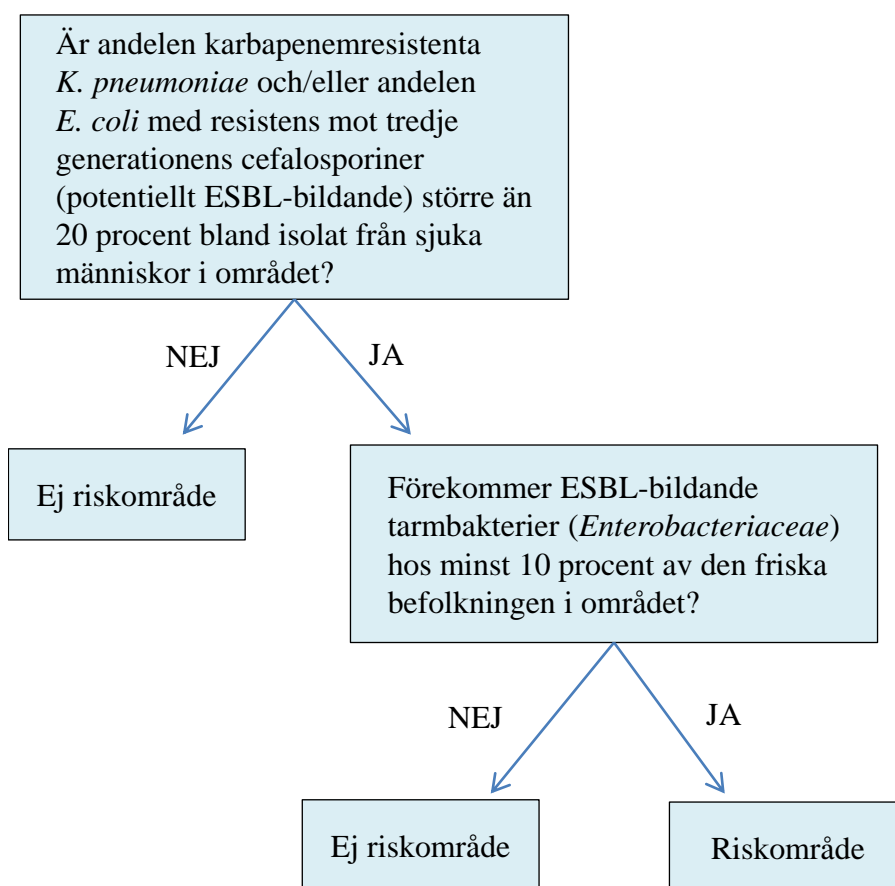 Är andelen karbapenemresistenta
K. pneumoniae och/eller andelen
E. coli med resistens mot tredje
generationens cefalosporiner
(potentiellt ESBL-bildande) större än
20 procent bland isolat från sjuka
människor i området?
NEJ
JA
Ej riskområde
Förekommer ESBL-bildande
tarmbakterier (Enterobacteriaceae)
hos minst 10 procent av den friska
befolkningen i området?
NEJ
JA
Ej riskområde
Riskområde